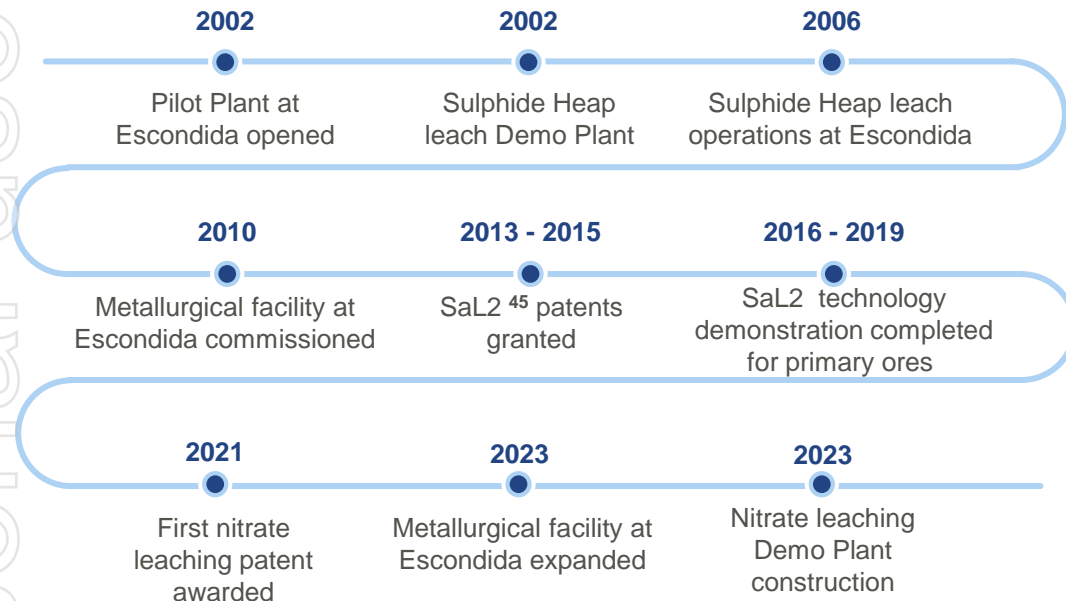 2002
Pilot Plant at
Escondida opened
2002
Sulphide Heap
leach Demo Plant
2006
Sulphide Heap leach
operations at Escondida
2010
Metallurgical facility at
Escondida commissioned
2013 - 2015
SaL2 45 patents
granted
2016 - 2019
SaL2 technology
demonstration completed
for primary ores
2021
First nitrate
leaching patent
awarded
2023
Metallurgical facility at
Escondida expanded
2023
Nitrate leaching
Demo Plant
construction